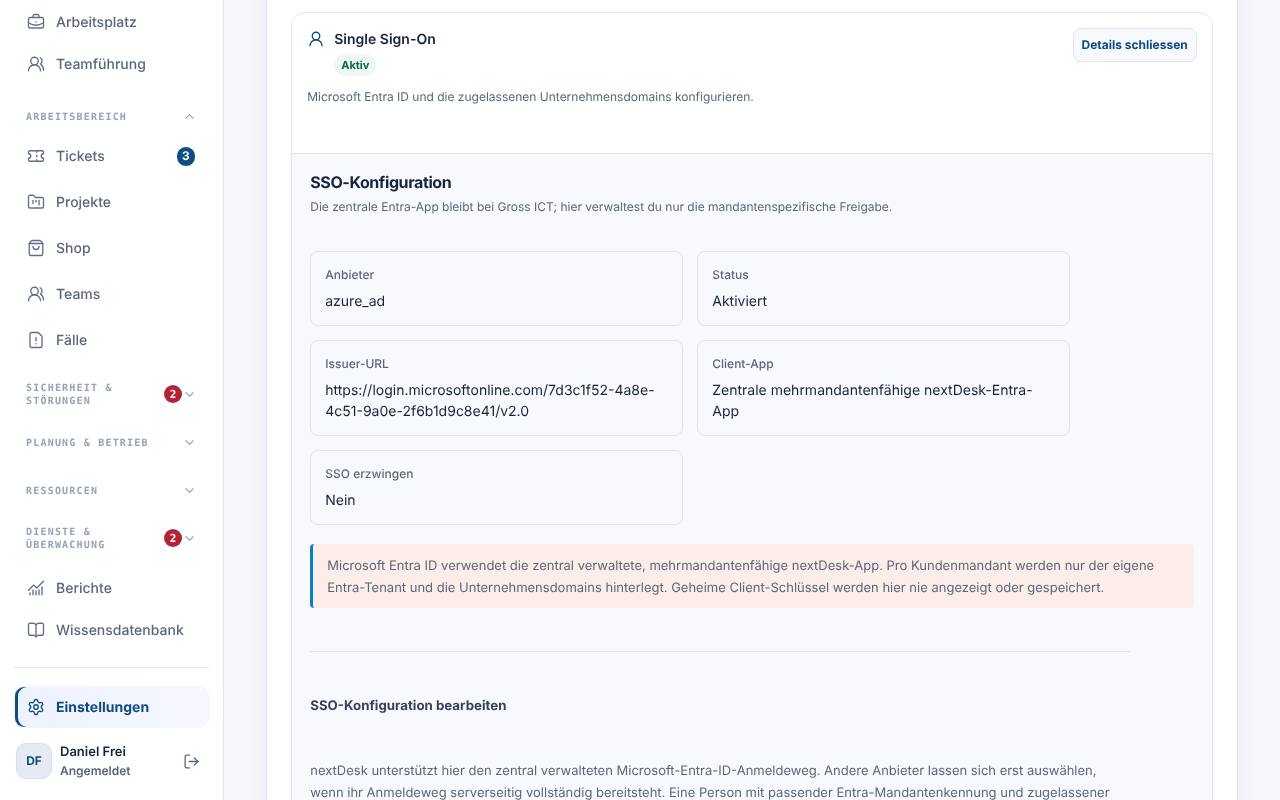 Arbeitsplatz
Teamführung
ARBEITSBEREICH
Tickets
3
Projekte
Shop
Teams
Fälle
SICHERHEIT &
STÖRUNGEN
2
PLANUNG & BETRIEB
RESSOURCEN
DIENSTE &
ÜBERWACHUNG
2
Berichte
Wissensdatenbank
Einstellungen
DF
Daniel Frei
Angemeldet
Single Sign-On
Aktiv
Details schliessen
Microsoft Entra ID und die zugelassenen Unternehmensdomains konfigurieren.
SSO-Konfiguration
Die zentrale Entra-App bleibt bei Gross ICT; hier verwaltest du nur die mandantenspezifische Freigabe.
Anbieter
azure_ad
Status
Aktiviert
Issuer-URL
https://login.microsoftonline.com/7d3c1f52-4a8e-
4c51-9a0e-2f6b1d9c8e41/v2.0
Client-App
Zentrale mehrmandantenfähige nextDesk-Entra-
App
SSO erzwingen
Nein
Microsoft Entra ID verwendet die zentral verwaltete, mehrmandantenfähige nextDesk-App. Pro Kundenmandant werden nur der eigene
Entra-Tenant und die Unternehmensdomains hinterlegt. Geheime Client-Schlüssel werden hier nie angezeigt oder gespeichert.
SSO-Konfiguration bearbeiten
nextDesk unterstützt hier den zentral verwalteten Microsoft-Entra-ID-Anmeldeweg. Andere Anbieter lassen sich erst auswählen,
wenn ihr Anmeldeweg serverseitig vollständig bereitsteht. Eine Person mit passender Entra-Mandantenkennung und zugelassener